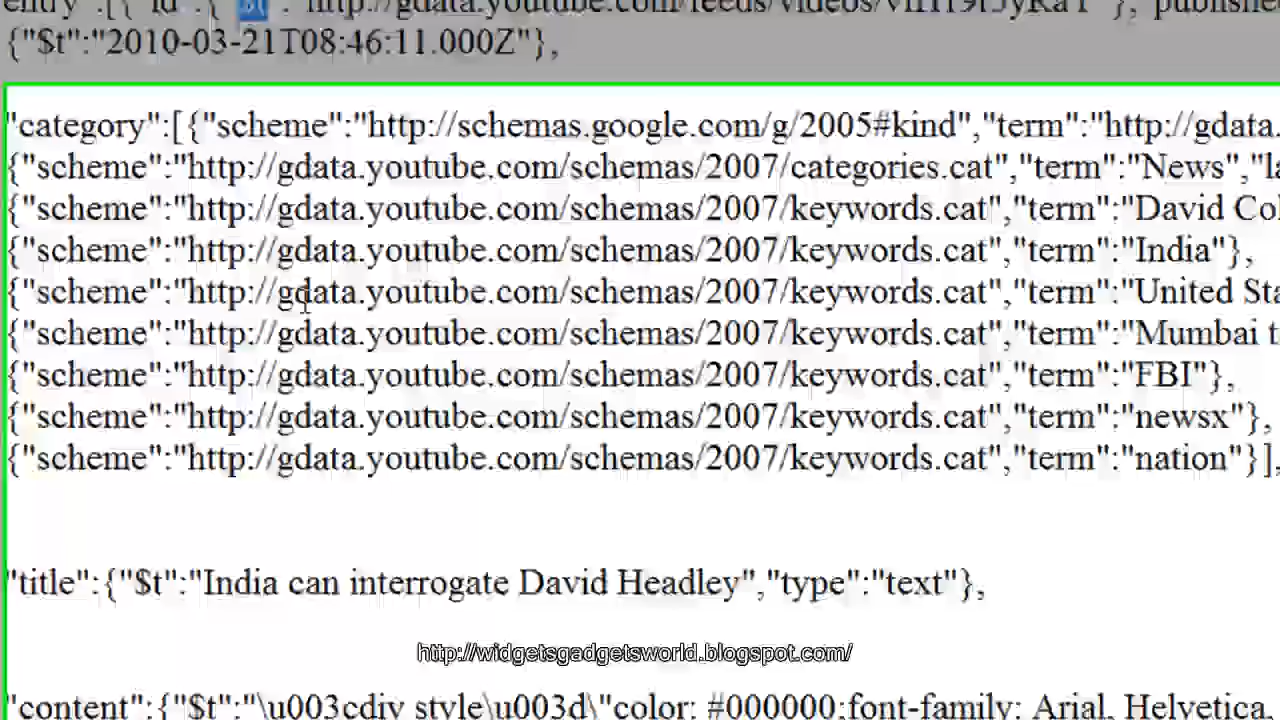 {"$t":"2010-03-21T08:46:11.000Z"},
"category":[{"scheme":"http://schemas.google.com/g/2005#kind","term":"http://gdata.
{"scheme":"http://gdata.youtube.com/schemas/2007/categories.cat","term":"News","la
{"scheme":"http://gdata.youtube.com/schemas/2007/keywords.cat","term":"David Col
{"scheme":"http://gdata.youtube.com/schemas/2007/keywords.cat","term":"India"},
{"scheme":"http://gdata.youtube.com/schemas/2007/keywords.cat","term":"United Sta
{"scheme":"http://gdata.youtube.com/schemas/2007/keywords.cat","term":"Mumbai t
{"scheme":"http://gdata.youtube.com/schemas/2007/keywords.cat","term":"FBI"},
{"scheme":"http://gdata.youtube.com/schemas/2007/keywords.cat","term":"newsx"},
{"scheme":"http://gdata.youtube.com/schemas/2007/keywords.cat","term":"nation"}],
"title":{"$t":"India can interrogate David Headley","type":"text"},
http://widgetsgadgetsworld.blogspot.com/
"content":{"$t":"\u003cdiv style\u003d\"color: #000000;font-family: Arial, Helvetica,